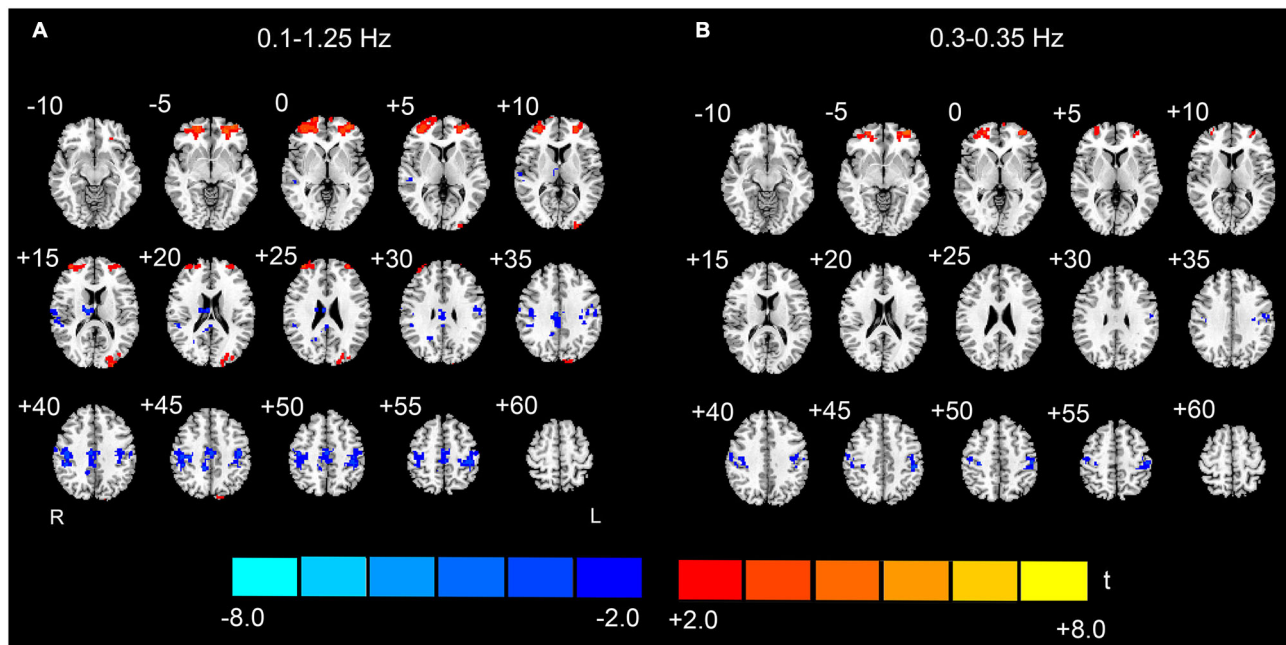 A
0.1-1.25 Hz
-10 -5 0 +5 +10
+15 +20 +25 +30 +35
+40 +45 +50 +55 +60
R L
B
0.3-0.35 Hz
-10 -5 0 +5 +10
+15 +20 +25 +30 +35
+40 +45 +50 +55 +60
-8.0 -2.0
+2.0 +8.0
t